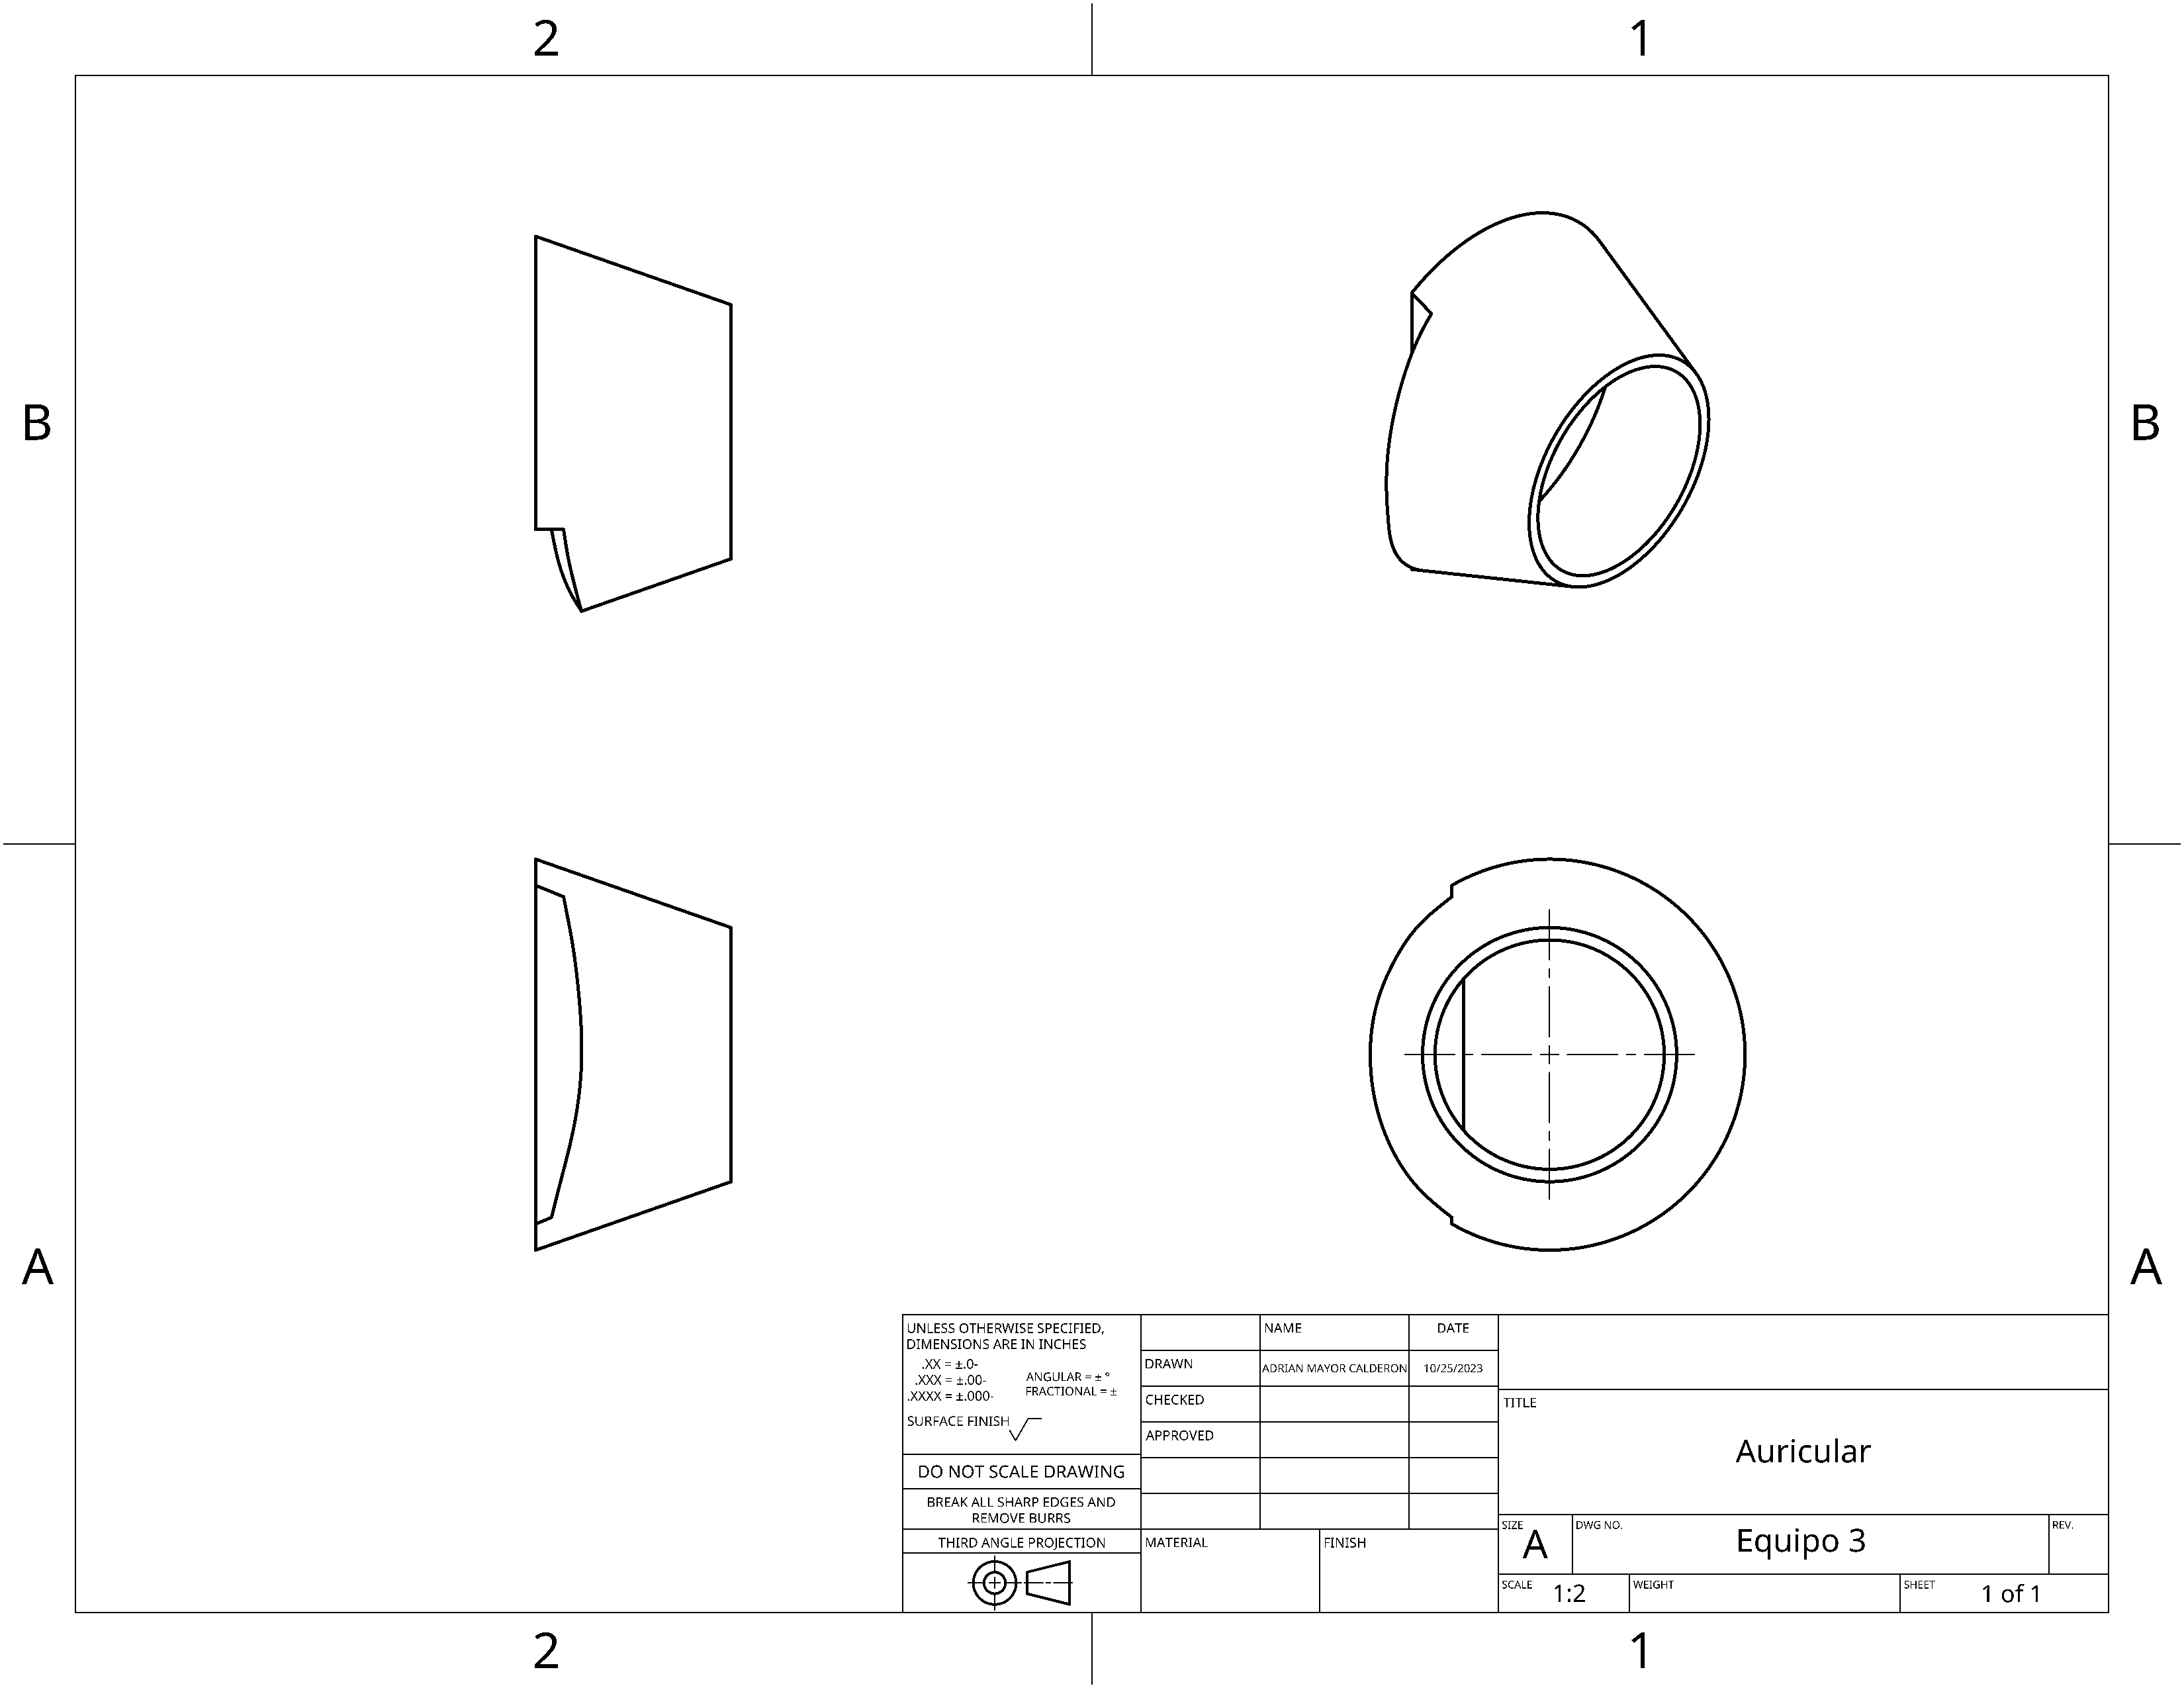 2
1
B
B
A
A
UNLESS OTHERWISE SPECIFIED,
DIMENSIONS ARE IN INCHES
.XX = ±.0-
.XXX = ±.00-
.XXXX = ±.000-
ANGULAR = ± °
FRACTIONAL = ±
SURFACE FINISH
DO NOT SCALE DRAWING
BREAK ALL SHARP EDGES AND
REMOVE BURRS
THIRD ANGLE PROJECTION
NAME
DATE
DRAWN
ADRIAN MAYOR CALDERON
10/25/2023
CHECKED
APPROVED
MATERIAL
FINISH
TITLE
Auricular
SIZE
A
DWG NO.
Equipo 3
REV.
SCALE
1:2
WEIGHT
SHEET
1 of 1
2
1